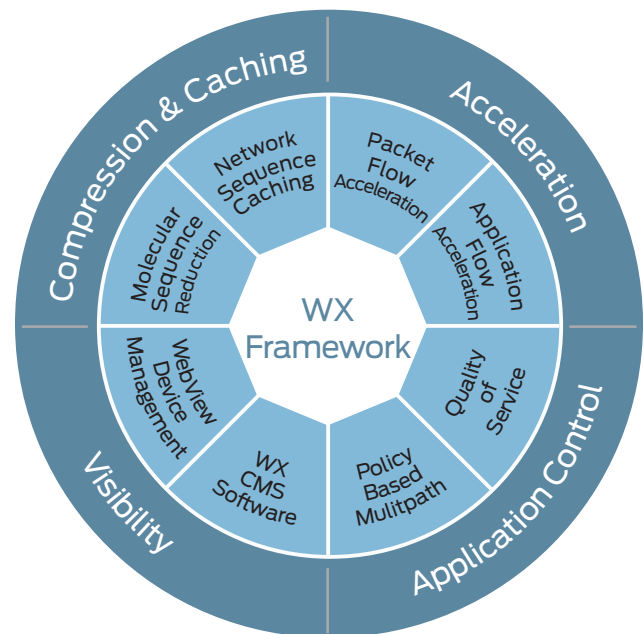 Compression & Caching
Acceleration
Network
Sequence
Caching
Packet
Flow
Acceleration
Molecular
Sequence
Reduction
Application
Flow
Acceleration
WX
Framework
WebView
Device
Management
Quality
of
Service
WX
CMS
Software
Policy
Based
Mulitpath
Visibility
Application Control